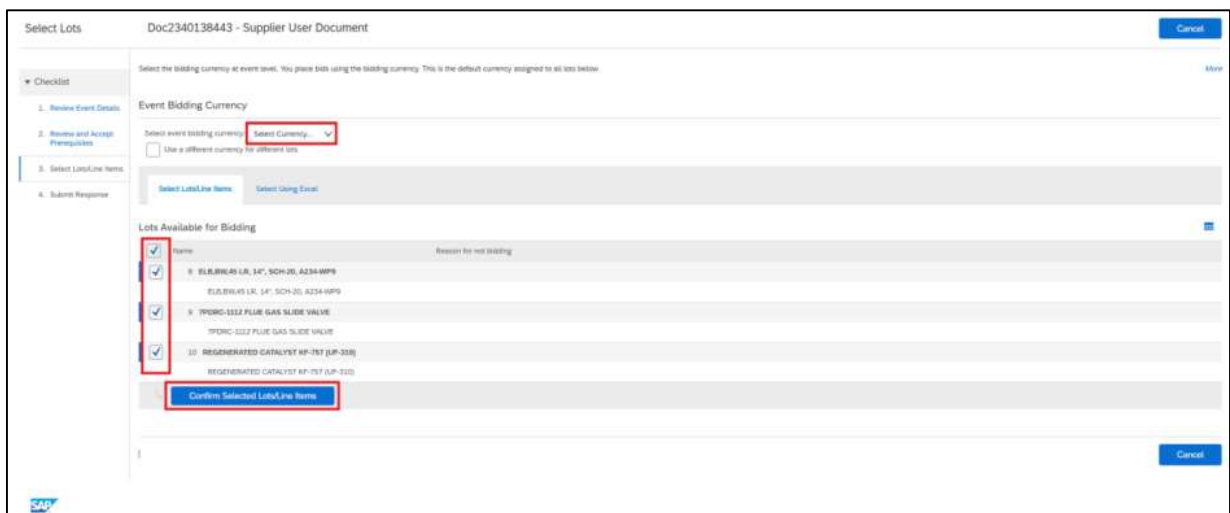 Select Lots
Doc2340138443 - Supplier User Document
Cancel
Select the bidding currency at event level. You place bids using the bidding currency. This is the default currency assigned to all lots below
More
▼ Checklist
1. Review Event Details
2. Review and Accept
Prerequisites
3. Select Lots/Line Items
4. Submit Response
Event Bidding Currency
Select event bidding currency: Select Currency...
Use a different currency for different lots
Select Lots/Line Items
Select Using Excel
Lots Available for Bidding
Name
Reason for not bidding
8 ELB,BW,45 LR, 14", SCH-20, A234-WP9
ELB,BW,45 LR, 14", SCH-20, A234-WP9
9 7PDRC-1112 FLUE GAS SLIDE VALVE
7PDRC-1112 FLUE GAS SLIDE VALVE
10 REGENERATED CATALYST KF-757 (UF-310)
REGENERATED CATALYST KF-757 (UF-310)
Confirm Selected Lots/Line Items
Cancel
SAP